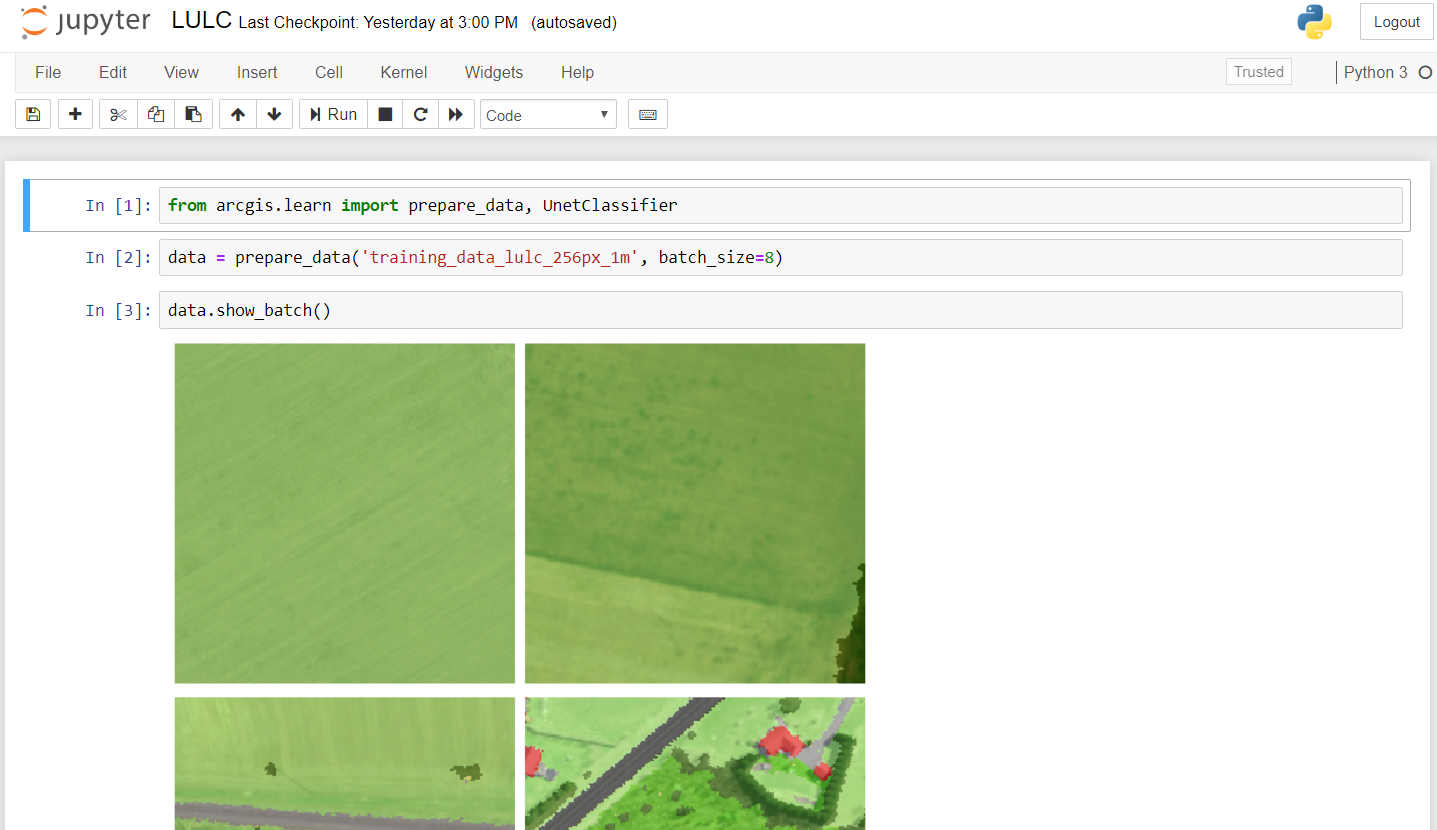 jupyter LULC Last Checkpoint: Yesterday at 3:00 PM (autosaved) Logout
File Edit View Insert Cell Kernel Widgets Help Trusted Python 3
Run Code
In [1]: from arcgis.learn import prepare_data, UnetClassifier
In [2]: data = prepare_data('training_data_lulc_256px_1m', batch_size=8)
In [3]: data.show_batch()